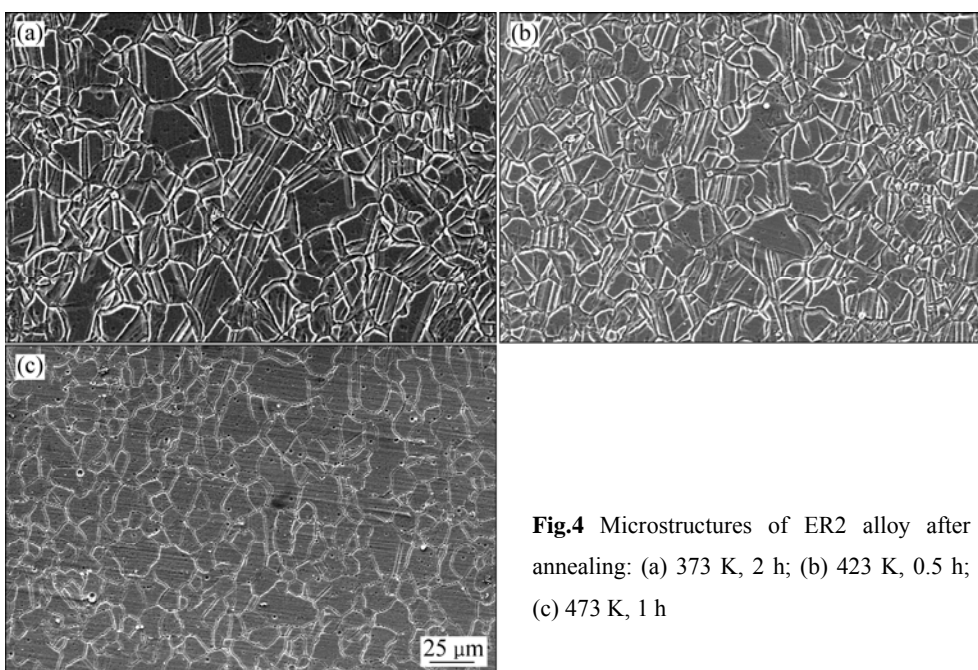 (a)
(b)
(c)
25 μm
Fig.4 Microstructures of ER2 alloy after
annealing: (a) 373 K, 2 h; (b) 423 K, 0.5 h;
(c) 473 K, 1 h